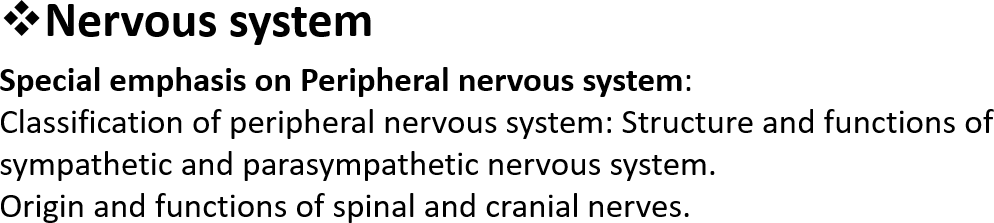 ❖Nervous system
Special emphasis on Peripheral nervous system:
Classification of peripheral nervous system: Structure and functions of
sympathetic and parasympathetic nervous system.
Origin and functions of spinal and cranial nerves.